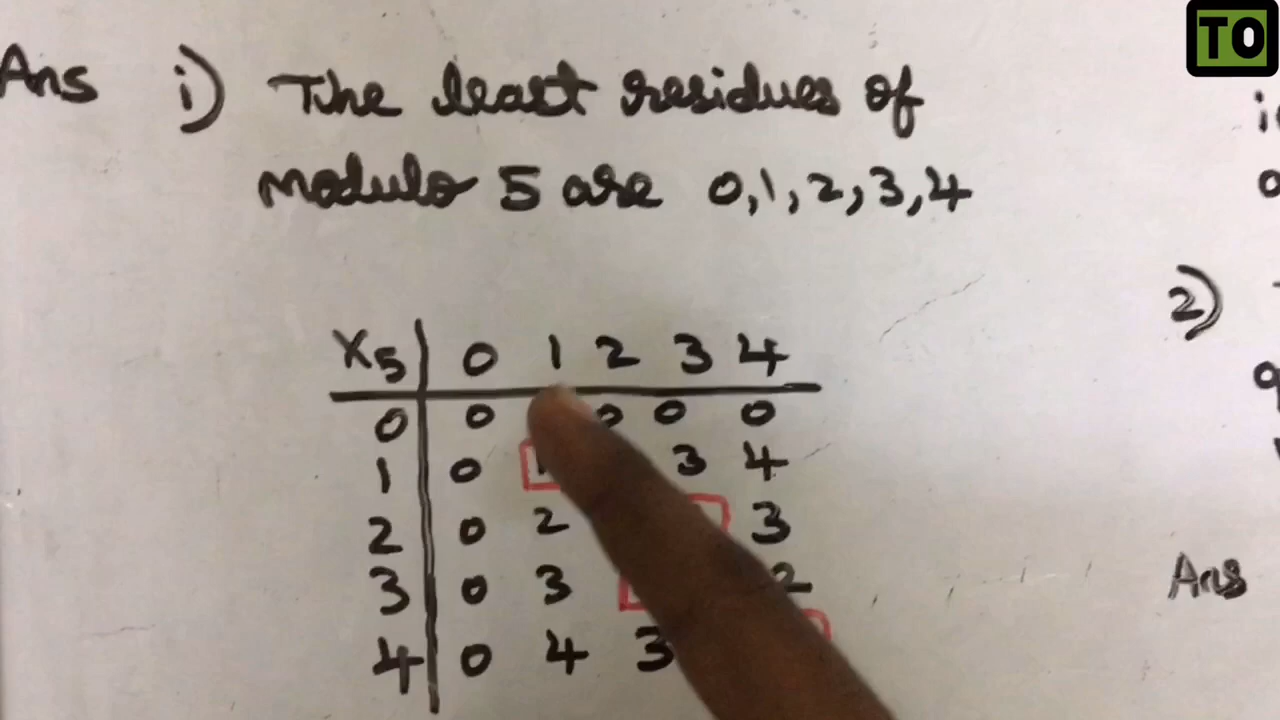 TO
Ans i) The least residues of
modulo 5 are 0,1,2,3,4
X5 0 1 2 3 4
0 0 0 0 0
1 0 1 3 4
2 0 2 3
3 0 3 2
4 0 4 3
2)
Ans